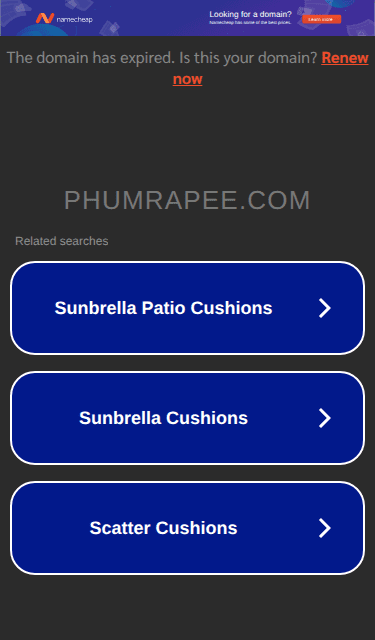 namecheap
Looking for a domain?
Namecheap has some of the best prices.
Learn more
The domain has expired. Is this your domain? Renew
now
PHUMRAPEE.COM
Related searches
Sunbrella Patio Cushions
Sunbrella Cushions
Scatter Cushions